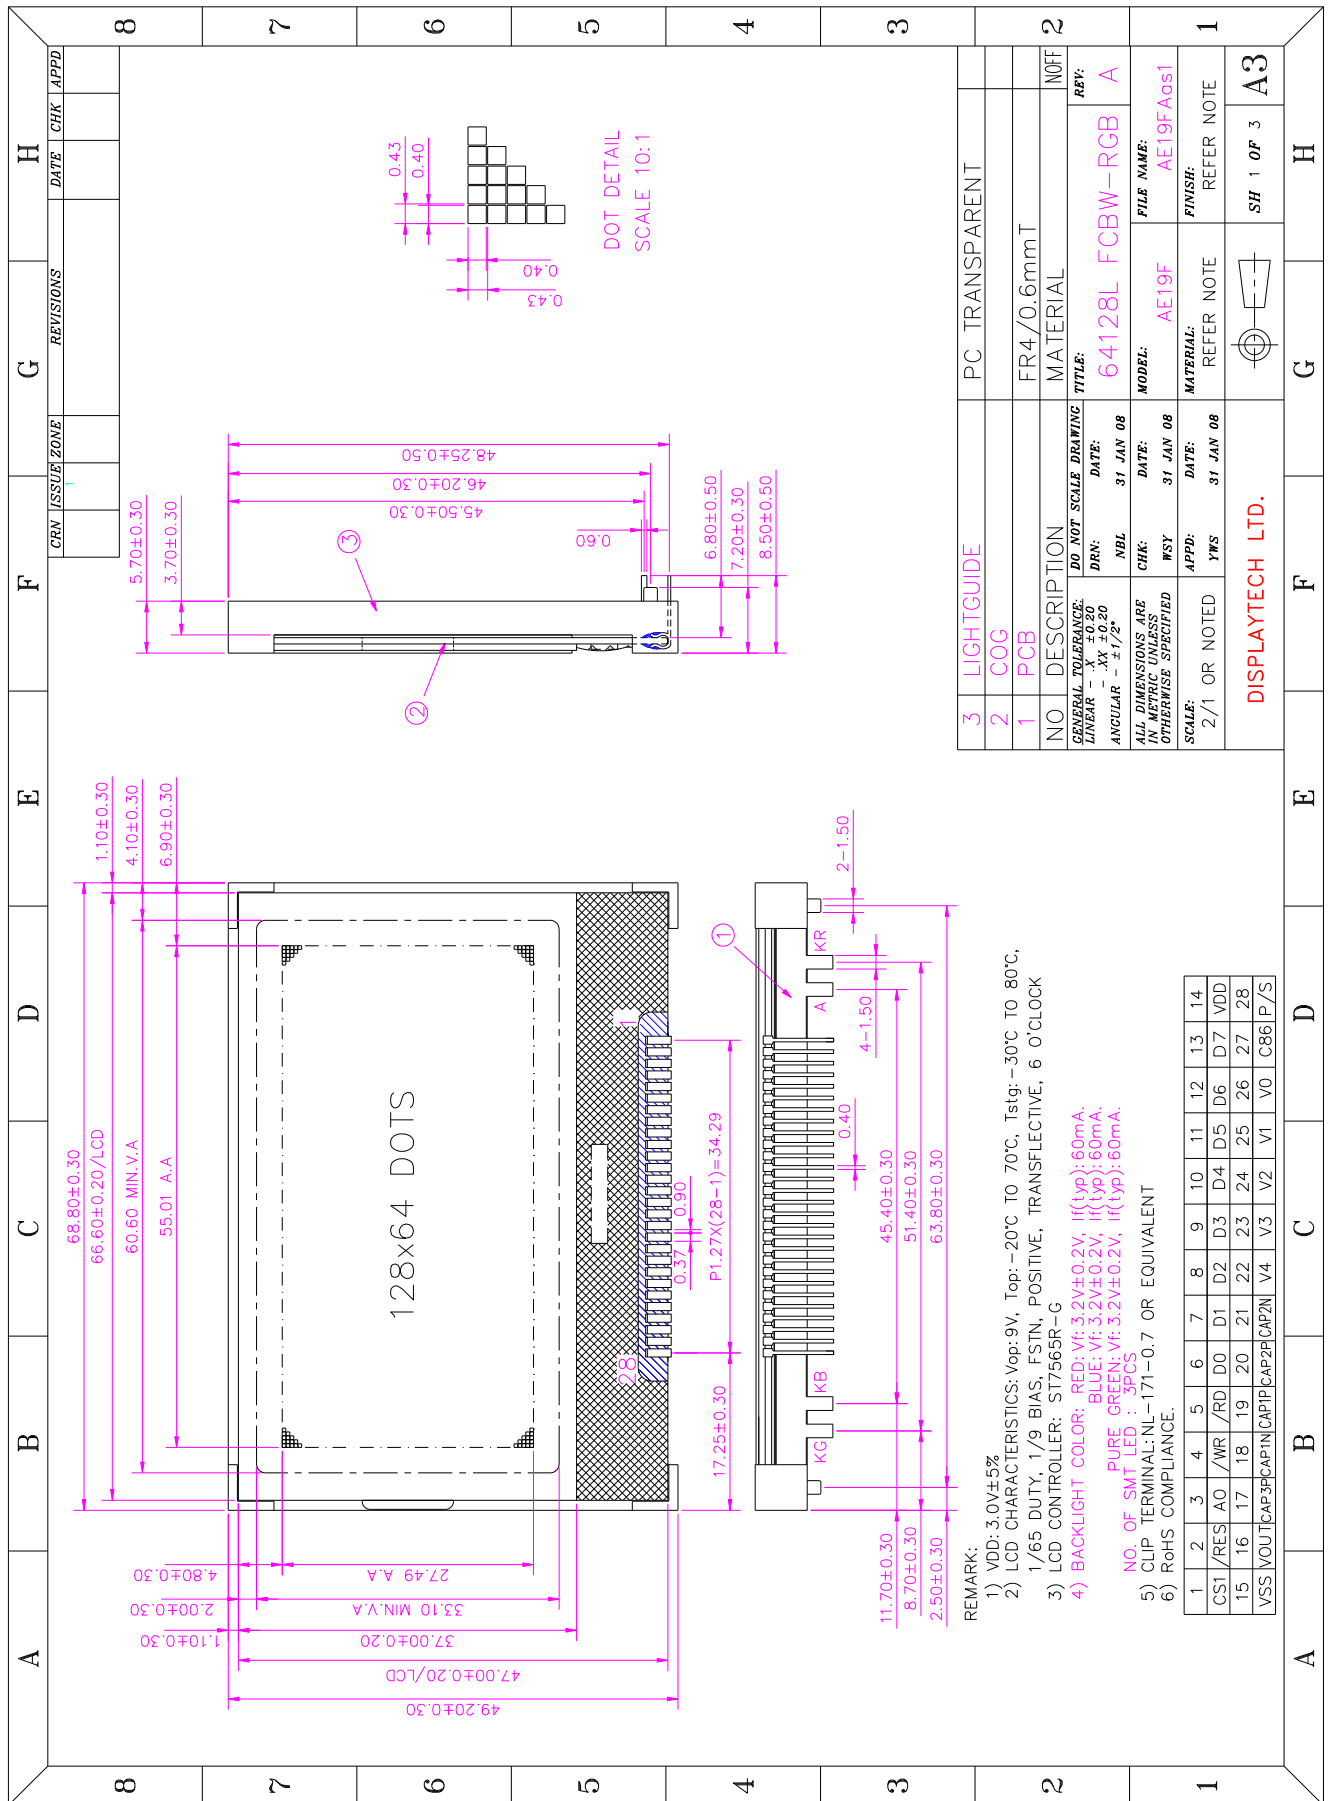 A B C D E F G H
8 7 6 5 4 3 2 1
CRN ISSUE ZONE REVISIONS DATE CHK APPD
1
68.80±0.30
66.60±0.20/LCD
60.60 MIN.V.A
55.01 A.A
1.10±0.30
4.10±0.30
6.90±0.30
128x64 DOTS
28
1
4.80±0.30
2.00±0.30
1.10±0.30
27.49 A.A
33.10 MIN.V.A
37.00±0.20
47.00±0.20/LCD
49.20±0.30
0.37
0.90
P1.27X(28-1)=34.29
17.25±0.30
5.70±0.30
3.70±0.30
48.25±0.50
46.20±0.30
45.50±0.30
0.60
6.80±0.50
7.20±0.30
8.50±0.50
3
2
0.43
0.40
0.40
0.43
DOT DETAIL
SCALE 10:1
1
KG KB A KR
2-1.50
4-1.50
0.40
45.40±0.30
51.40±0.30
63.80±0.30
11.70±0.30
8.70±0.30
2.50±0.30
REMARK:
1) VDD: 3.0V±5%
2) LCD CHARACTERISTICS: Vop: 9V, Top: -20°C TO 70°C, Tstg: -30°C TO 80°C,
1/65 DUTY, 1/9 BIAS, FSTN, POSITIVE, TRANSFLECTIVE, 6 O'CLOCK
3) LCD CONTROLLER: ST7565R-G
4) BACKLIGHT COLOR: RED: Vf: 3.2V±0.2V, If(typ):60mA.
BLUE: Vf: 3.2V±0.2V, If(typ):60mA.
PURE GREEN: Vf: 3.2V±0.2V, If(typ):60mA.
NO. OF SMT LED : 3PCS
5) CLIP TERMINAL: NL-171-0.7 OR EQUIVALENT
6) RoHS COMPLIANCE.
1 2 3 4 5 6 7 8 9 10 11 12 13 14
CS1 /RES A0 /WR /RD D0 D1 D2 D3 D4 D5 D6 D7 VDD
15 16 17 18 19 20 21 22 23 24 25 26 27 28
VSS VOUT CAP3P CAP1N CAP1P CAP2P CAP2N V4 V3 V2 V1 V0 C86 P/S
3 LIGHTGUIDE PC TRANSPARENT
2 COG
1 PCB FR4/0.6mmT
NO DESCRIPTION MATERIAL NOFF
GENERAL TOLERANCE:
LINEAR - .X ±0.20
- .XX ±0.20
ANGULAR - ±1/2°
ALL DIMENSIONS ARE
IN METRIC UNLESS
OTHERWISE SPECIFIED
SCALE:
2/1 OR NOTED
DO NOT SCALE DRAWING
DRN: DATE:
NBL 31 JAN 08
CHK: DATE:
WSY 31 JAN 08
APPD: DATE:
YWS 31 JAN 08
TITLE:
64128L FCBW-RGB
REV:
A
MODEL:
AE19F
FILE NAME:
AE19FAas1
MATERIAL:
REFER NOTE
FINISH:
REFER NOTE
DISPLAYTECH LTD.
SH 1 OF 3
A3
8 7 6 5 4 3 2 1
A B C D E F G H